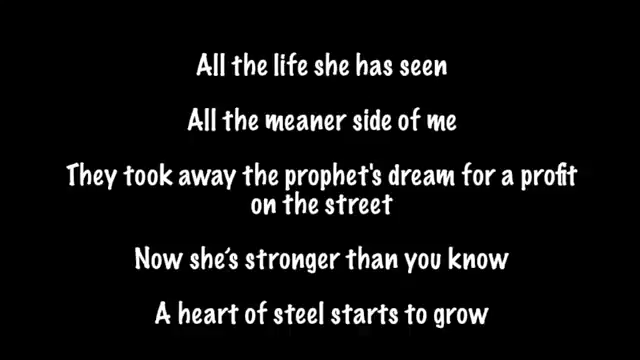 All the life she has seen
All the meaner side of me
They took away the prophet's dream for a profit
on the street
Now she's stronger than you know
A heart of steel starts to grow